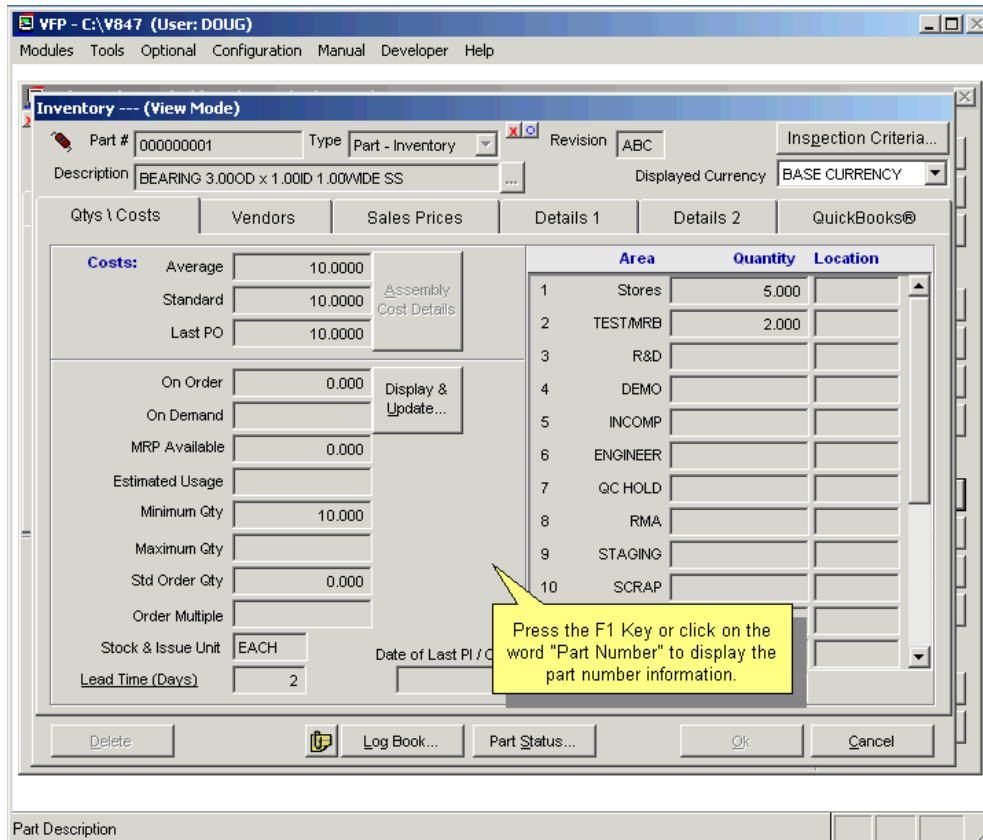 VFP - C:\V847 (User: DOUG)
Modules Tools Optional Configuration Manual Developer Help
Inventory --- (View Mode)
Part # 000000001 Type Part - Inventory X O Revision ABC Inspection Criteria...
Description BEARING 3.00OD x 1.00ID 1.00WIDE SS ... Displayed Currency BASE CURRENCY
Qtys \ Costs Vendors Sales Prices Details 1 Details 2 QuickBooks®
Costs: Average 10.0000
Standard 10.0000
Last PO 10.0000
Assembly
Cost Details
On Order 0.000
On Demand
MRP Available 0.000
Estimated Usage
Minimum Qty 10.000
Maximum Qty
Std Order Qty 0.000
Order Multiple
Stock & Issue Unit EACH
Lead Time (Days) 2
Display &
Update...
Date of Last PI / C
Area Quantity Location
1 Stores 5.000
2 TEST/MRB 2.000
3 R&D
4 DEMO
5 INCOMP
6 ENGINEER
7 QC HOLD
8 RMA
9 STAGING
10 SCRAP
Press the F1 Key or click on the
word "Part Number" to display the
part number information.
Delete Log Book... Part Status... Ok Cancel
Part Description